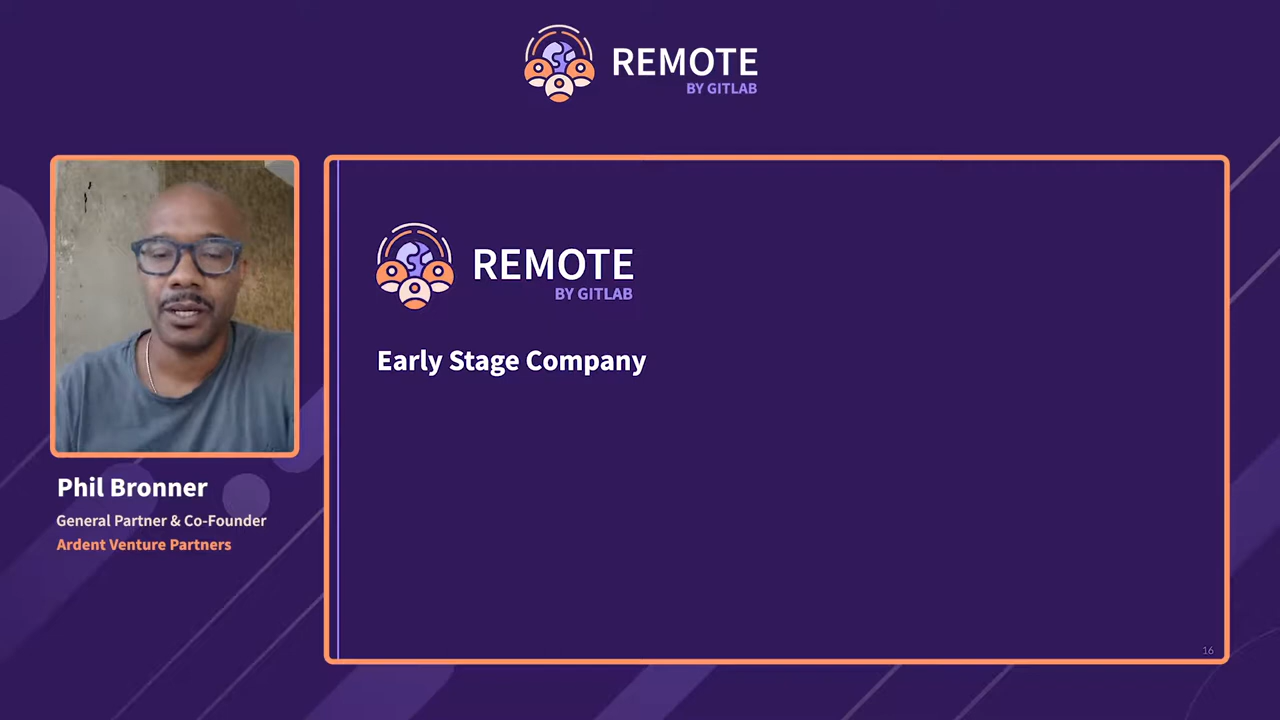 REMOTE
BY GITLAB
REMOTE
BY GITLAB
Early Stage Company
Phil Bronner
General Partner & Co-Founder
Ardent Venture Partners
16